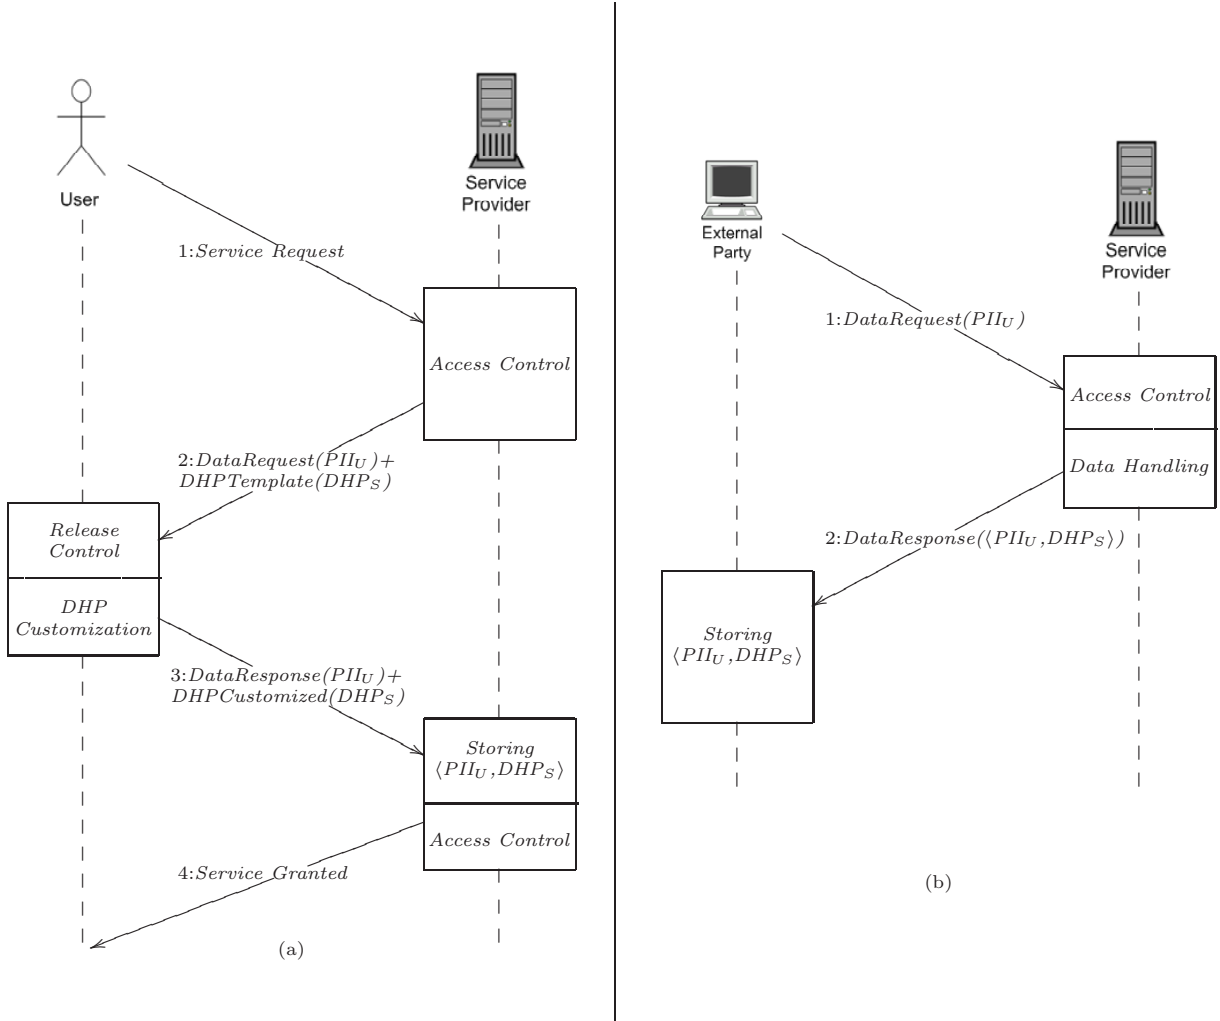 User
Service
Provider
1:Service Request
Access Control
2:DataRequest(PII_U)+
DHPTemplate(DHP_S)
Release
Control
DHP
Customization
3:DataResponse(PII_U)+
DHPCustomized(DHP_S)
Storing
⟨PII_U,DHP_S⟩
Access Control
4:Service Granted
(a)
External
Party
Service
Provider
1:DataRequest(PII_U)
Access Control
Data Handling
2:DataResponse(⟨PII_U,DHP_S⟩)
Storing
⟨PII_U,DHP_S⟩
(b)